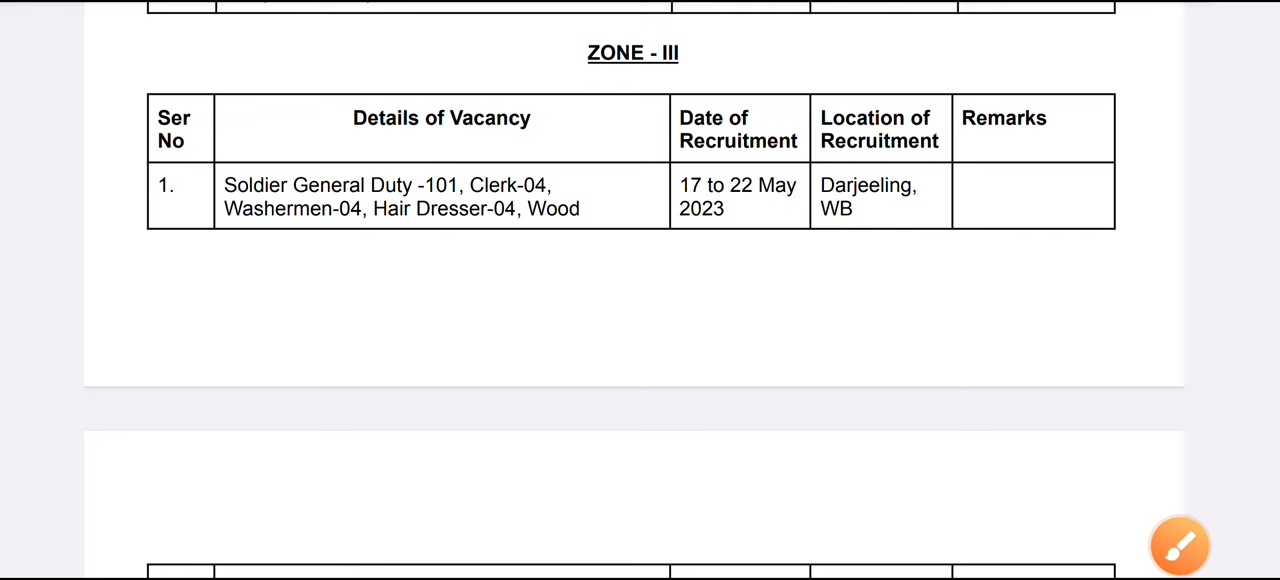 ZONE - III
Ser No
Details of Vacancy
Date of Recruitment
Location of Recruitment
Remarks
1.
Soldier General Duty -101, Clerk-04,
Washermen-04, Hair Dresser-04, Wood
17 to 22 May
2023
Darjeeling,
WB